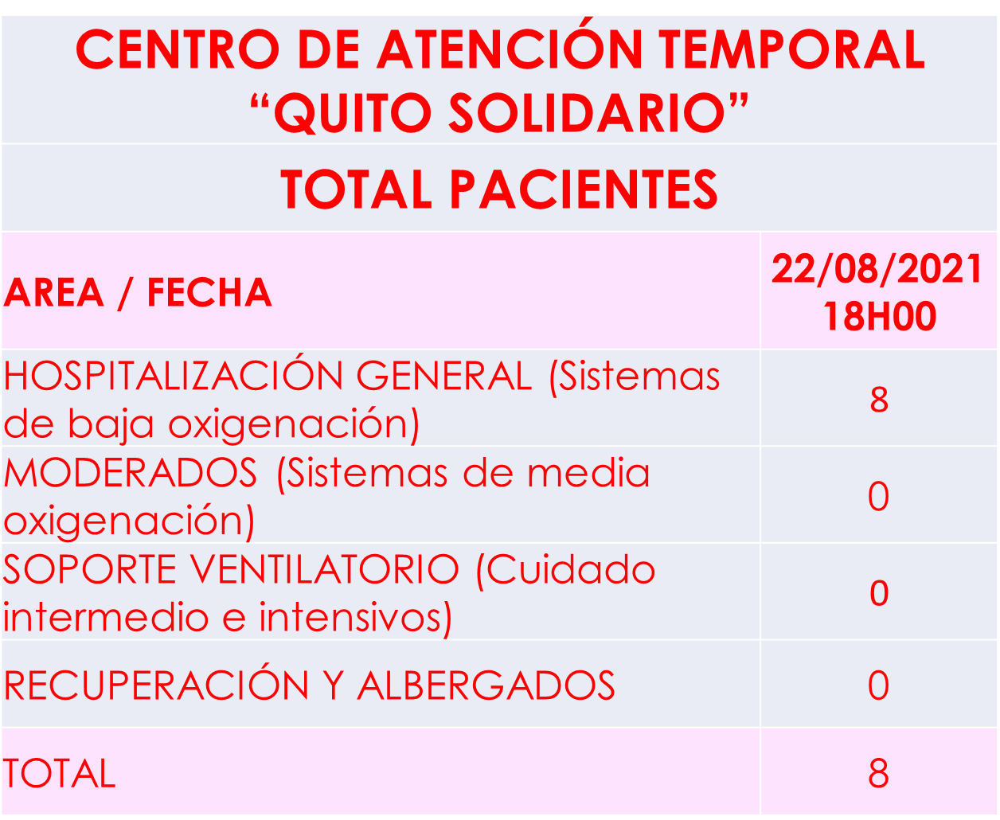 CENTRO DE ATENCIÓN TEMPORAL
“QUITO SOLIDARIO”
TOTAL PACIENTES
AREA / FECHA
22/08/2021
18H00
HOSPITALIZACIÓN GENERAL (Sistemas
de baja oxigenación)
8
MODERADOS (Sistemas de media
oxigenación)
0
SOPORTE VENTILATORIO (Cuidado
intermedio e intensivos)
0
RECUPERACIÓN Y ALBERGADOS
0
TOTAL
8